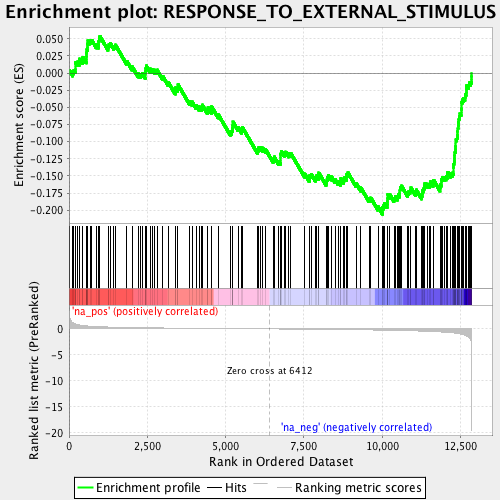 Enrichment plot: RESPONSE_TO_EXTERNAL_STIMULUS
Enrichment score (ES)
0.050
0.025
0.000
-0.025
-0.050
-0.075
-0.100
-0.125
-0.150
-0.175
-0.200
'na_pos' (positively correlated)
Ranked list metric (PreRanked)
0
-5
-10
-15
-20
Zero cross at 6412
'na_neg' (negatively correlated)
0
2,500
5,000
7,500
10,000
12,500
Rank in Ordered Dataset
Enrichment profile
Hits
Ranking metric scores